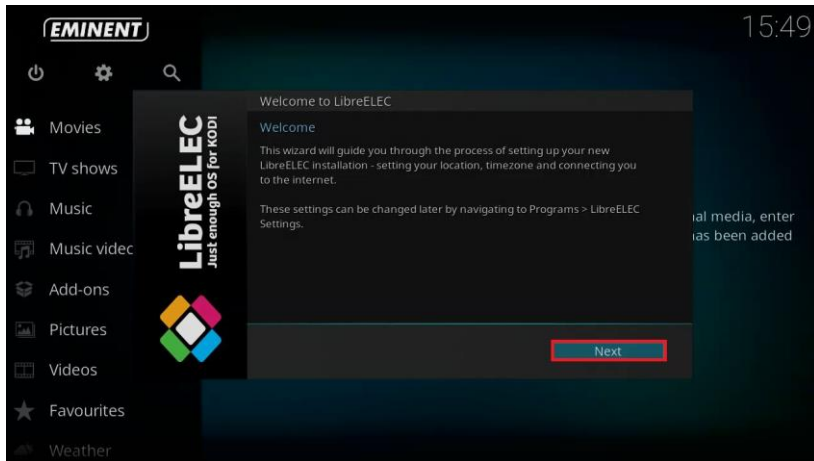 EMINENT
15:49
Movies
TV shows
Music
Music videc
Add-ons
Pictures
Videos
Favourites
Weather
LibreELEC
Just enough OS for KODI
Welcome to LibreELEC
Welcome
This wizard will guide you through the process of setting up your new
LibreELEC installation - setting your location, timezone and connecting you
to the internet.
These settings can be changed later by navigating to Programs > LibreELEC
Settings.
Next
al media, enter
as been added